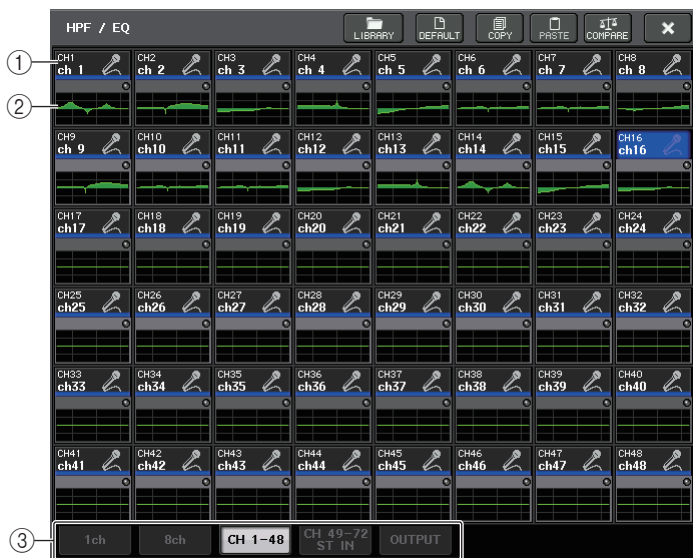 HPF / EQ LIBRARY DEFAULT COPY PASTE COMPARE
1 CH1 CH2 CH3 CH4 CH5 CH6 CH7 CH8
ch 1 ch 2 ch 3 ch 4 ch 5 ch 6 ch 7 ch 8
2
CH9 CH10 CH11 CH12 CH13 CH14 CH15 CH16
ch 9 ch10 ch11 ch12 ch13 ch14 ch15 ch16
CH17 CH18 CH19 CH20 CH21 CH22 CH23 CH24
ch17 ch18 ch19 ch20 ch21 ch22 ch23 ch24
CH25 CH26 CH27 CH28 CH29 CH30 CH31 CH32
ch25 ch26 ch27 ch28 ch29 ch30 ch31 ch32
CH33 CH34 CH35 CH36 CH37 CH38 CH39 CH40
ch33 ch34 ch35 ch36 ch37 ch38 ch39 ch40
CH41 CH42 CH43 CH44 CH45 CH46 CH47 CH48
ch41 ch42 ch43 ch44 ch45 ch46 ch47 ch48
3 1ch 8ch CH 1-48 CH 49-72 OUTPUT
ST IN